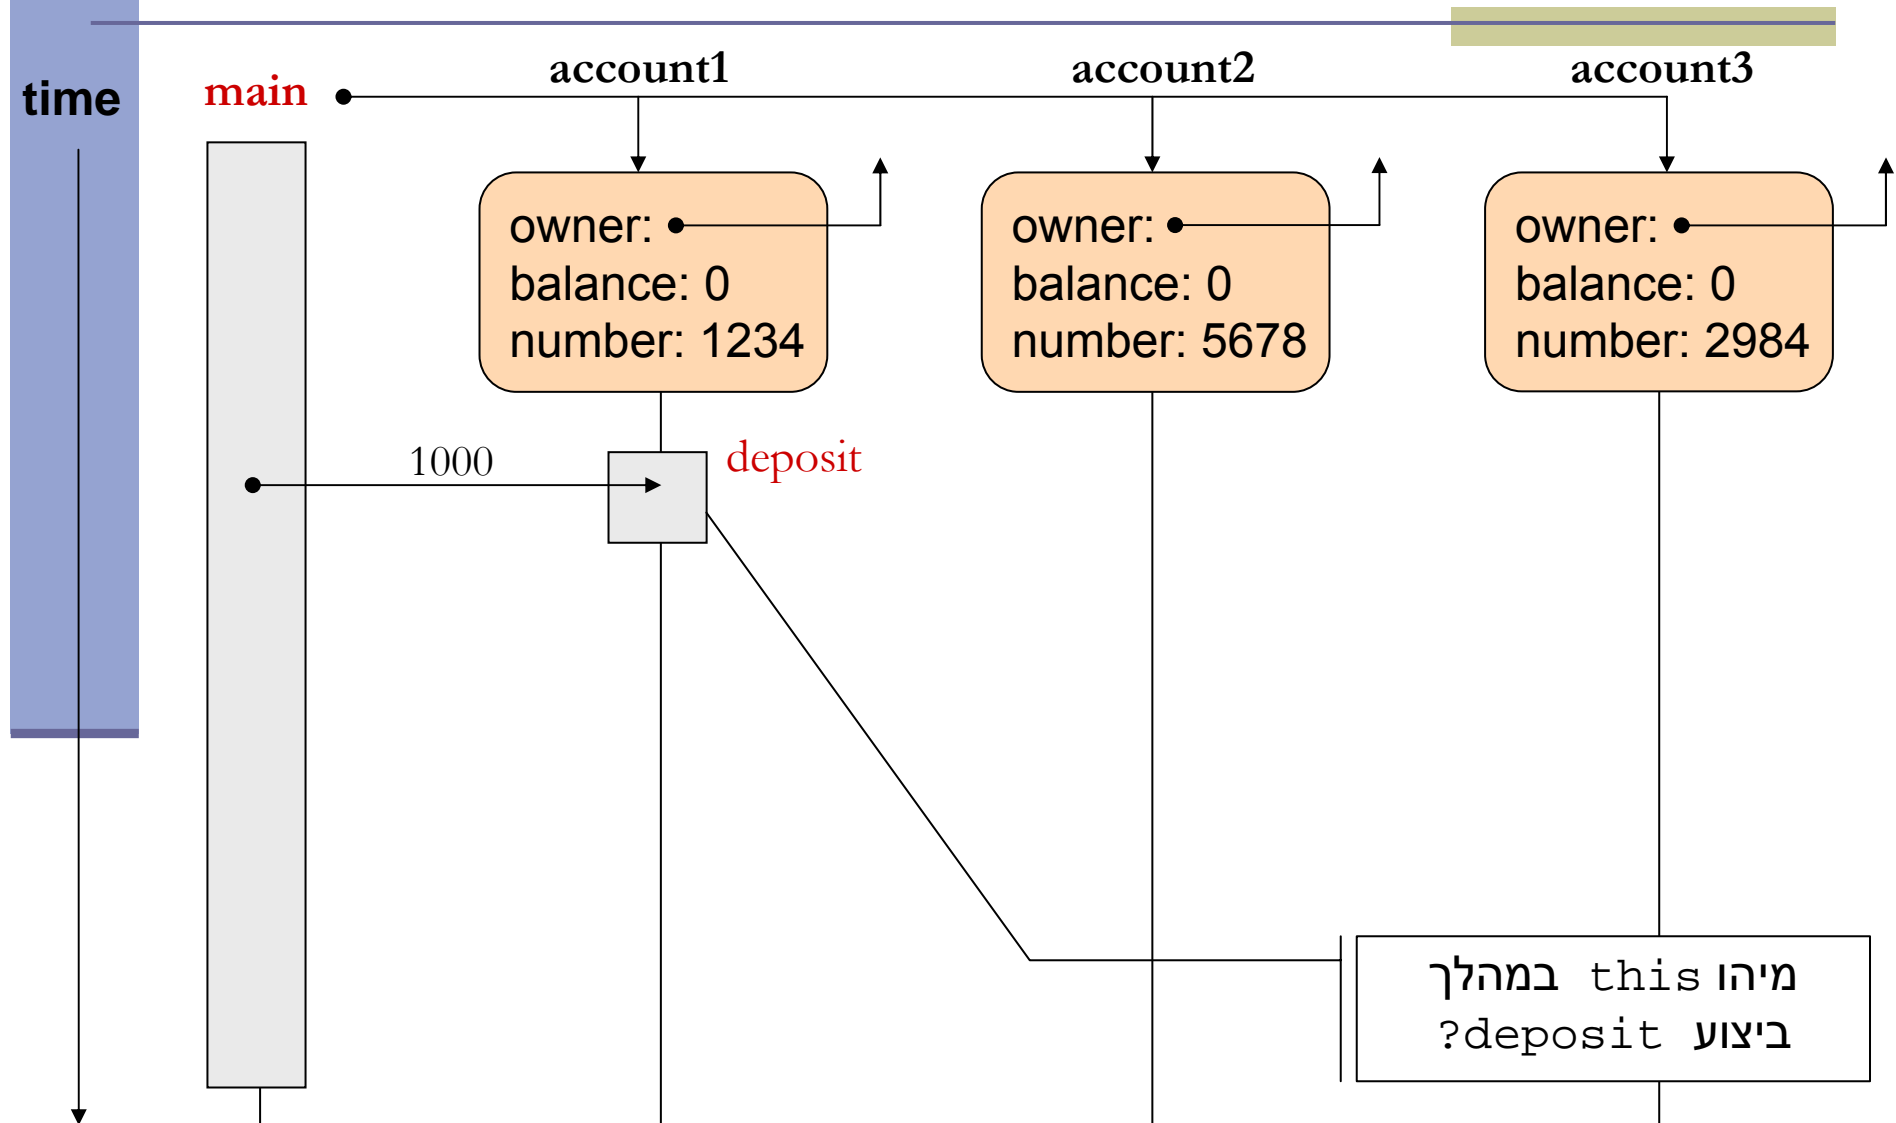 time
main
account1
account2
account3
owner:
balance: 0
number: 1234
owner:
balance: 0
number: 5678
owner:
balance: 0
number: 2984
1000
deposit
מיהו this במהלך
ביצוע deposit?